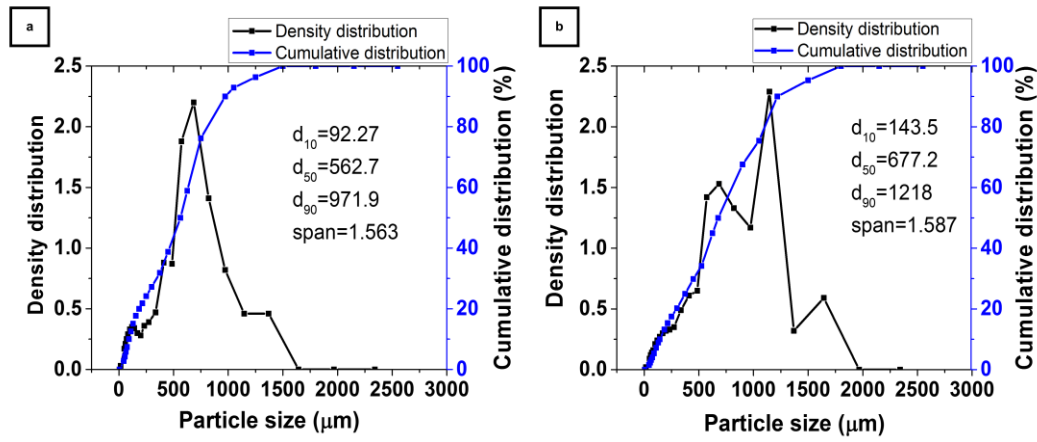 a
Density distribution
Cumulative distribution
2.5
2.0
1.5
1.0
0.5
0.0
Density distribution
100
80
60
40
20
0
Cumulative distribution (%)
d10=92.27
d50=562.7
d90=971.9
span=1.563
0 500 1000 1500 2000 2500 3000
Particle size (μm)
b
Density distribution
Cumulative distribution
2.5
2.0
1.5
1.0
0.5
0.0
Density distribution
100
80
60
40
20
0
Cumulative distribution (%)
d10=143.5
d50=677.2
d90=1218
span=1.587
0 500 1000 1500 2000 2500 3000
Particle size (μm)